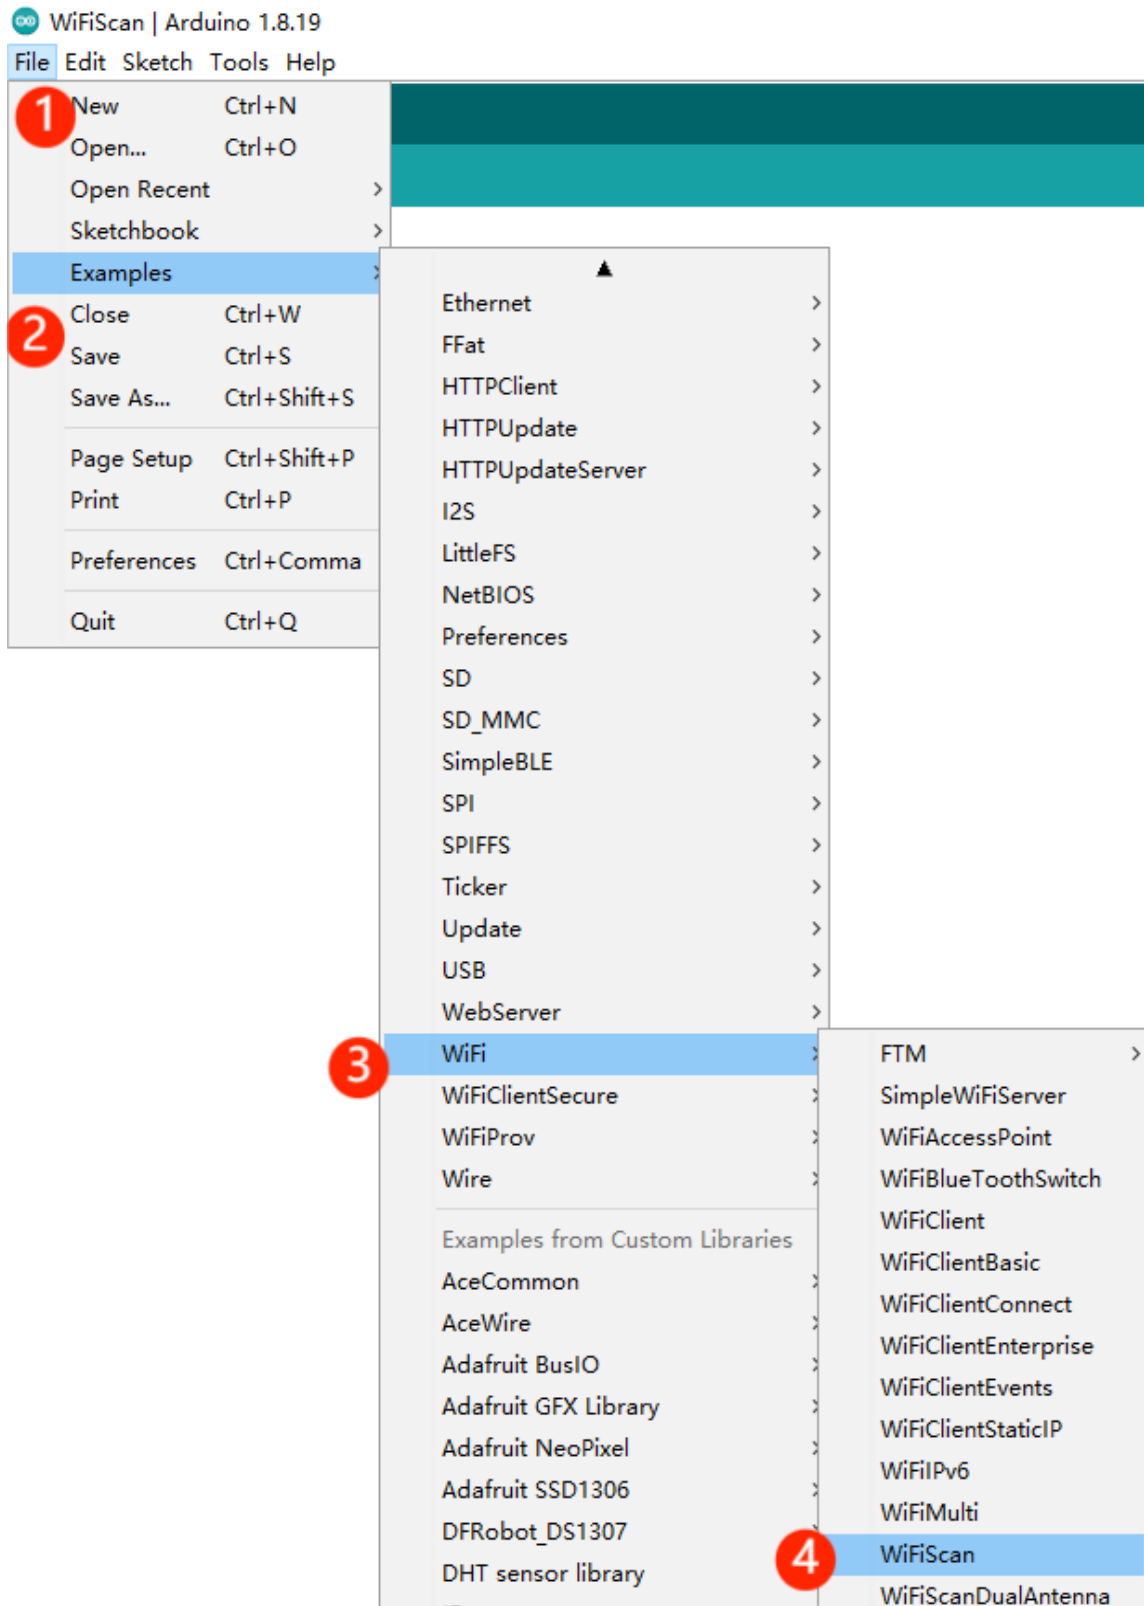 WiFiScan | Arduino 1.8.19
File Edit Sketch Tools Help
1
New Ctrl+N
Open... Ctrl+O
Open Recent
Sketchbook
Examples
2
Close Ctrl+W
Save Ctrl+S
Save As... Ctrl+Shift+S
Page Setup Ctrl+Shift+P
Print Ctrl+P
Preferences Ctrl+Comma
Quit Ctrl+Q
Ethernet
FFat
HTTPClient
HTTPUpdate
HTTPUpdateServer
I2S
LittleFS
NetBIOS
Preferences
SD
SD_MMC
SimpleBLE
SPI
SPIFFS
Ticker
Update
USB
WebServer
3
WiFi
WiFiClientSecure
WiFiProv
Wire
Examples from Custom Libraries
AceCommon
AceWire
Adafruit BusIO
Adafruit GFX Library
Adafruit NeoPixel
Adafruit SSD1306
DFRobot_DS1307
DHT sensor library
FTM
SimpleWiFiServer
WiFiAccessPoint
WiFiBlueToothSwitch
WiFiClient
WiFiClientBasic
WiFiClientConnect
WiFiClientEnterprise
WiFiClientEvents
WiFiClientStaticIP
WiFiIPv6
WiFiMulti
4
WiFiScan
WiFiScanDualAntenna